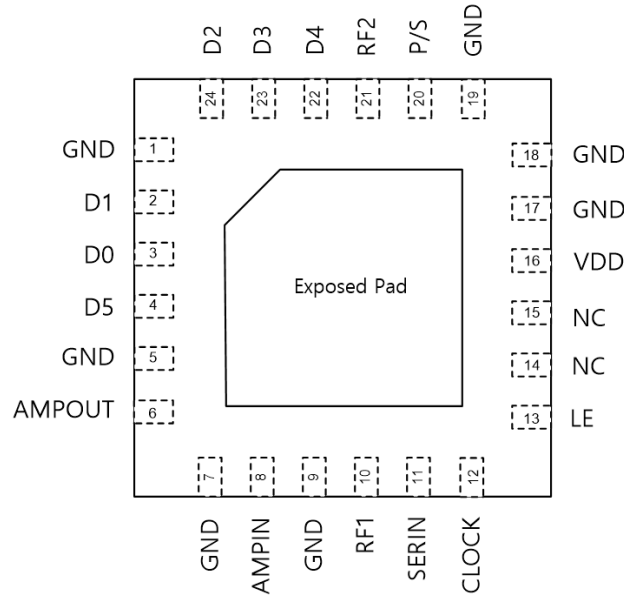 D2 D3 D4 RF2 P/S GND
24 23 22 21 20 19
GND 1 18 GND
D1 2 17 GND
D0 3 16 VDD
Exposed Pad
D5 4 15 NC
GND 5 14 NC
AMPOUT 6 13 LE
7 8 9 10 11 12
GND AMPIN GND RF1 SERIN CLOCK